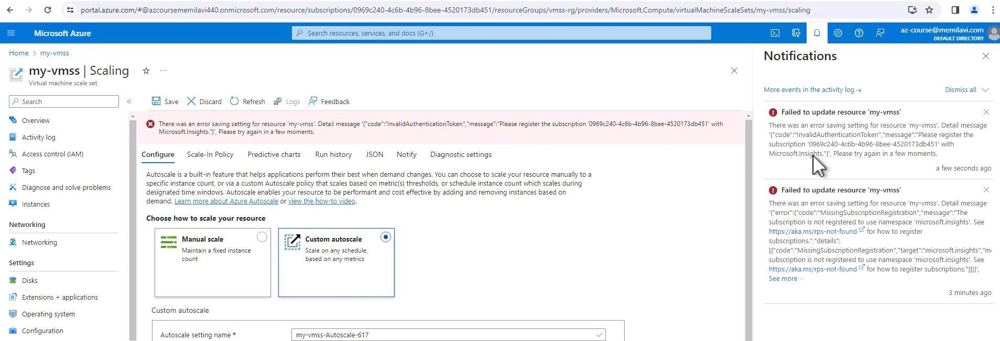 portal.azure.com/#@azcoursememilavi440.onmicrosoft.com/resource/subscriptions/0969c240-4c6b-4b96-8bee-4520173db451/resourceGroups/vmss-rg/providers/Microsoft.Compute/virtualMachineScaleSets/my-vmss/scaling
Microsoft Azure
Search resources, services, and docs (G+/)
az-course@memilavi.com
DEFAULT DIRECTORY
Home > my-vmss
my-vmss | Scaling
Virtual machine scale set
Search
Overview
Activity log
Access control (IAM)
Tags
Diagnose and solve problems
Instances
Networking
Networking
Settings
Disks
Extensions + applications
Operating system
Configuration
Save
Discard
Refresh
Logs
Feedback
There was an error saving setting for resource 'my-vmss'. Detail message '{"code":"InvalidAuthenticationToken","message":"Please register the subscription '0969c240-4c6b-4b96-8bee-4520173db451' with
Microsoft.Insights."}', Please try again in a few moments.
Configure
Scale-In Policy
Predictive charts
Run history
JSON
Notify
Diagnostic settings
Autoscale is a built-in feature that helps applications perform their best when demand changes. You can choose to scale your resource manually to a
specific instance count, or via a custom Autoscale policy that scales based on metric(s) thresholds, or schedule instance count which scales during
designated time windows. Autoscale enables your resource to be performant and cost effective by adding and removing instances based on
demand. Learn more about Azure Autoscale or view the how-to video.
Choose how to scale your resource
Manual scale
Maintain a fixed instance
count
Custom autoscale
Scale on any schedule,
based on any metrics
Custom autoscale
Autoscale setting name *
my-vmss-Autoscale-617
Notifications
More events in the activity log →
Dismiss all
Failed to update resource 'my-vmss'
There was an error saving setting for resource 'my-vmss'. Detail message
'{"code":"InvalidAuthenticationToken","message":"Please register the
subscription '0969c240-4c6b-4b96-8bee-4520173db451' with
Microsoft.Insights."}', Please try again in a few moments.
a few seconds ago
Failed to update resource 'my-vmss'
There was an error saving setting for resource 'my-vmss'. Detail message
'{"error":{"code":"MissingSubscriptionRegistration","message":"The
subscription is not registered to use namespace 'microsoft.insights'. See
https://aka.ms/rps-not-found for how to register
subscriptions.","details":
[{"code":"MissingSubscriptionRegistration","target":"microsoft.insights","m
subscription is not registered to use namespace 'microsoft.insights'. See
https://aka.ms/rps-not-found for how to register subscriptions."}]}}',
See more
3 minutes ago